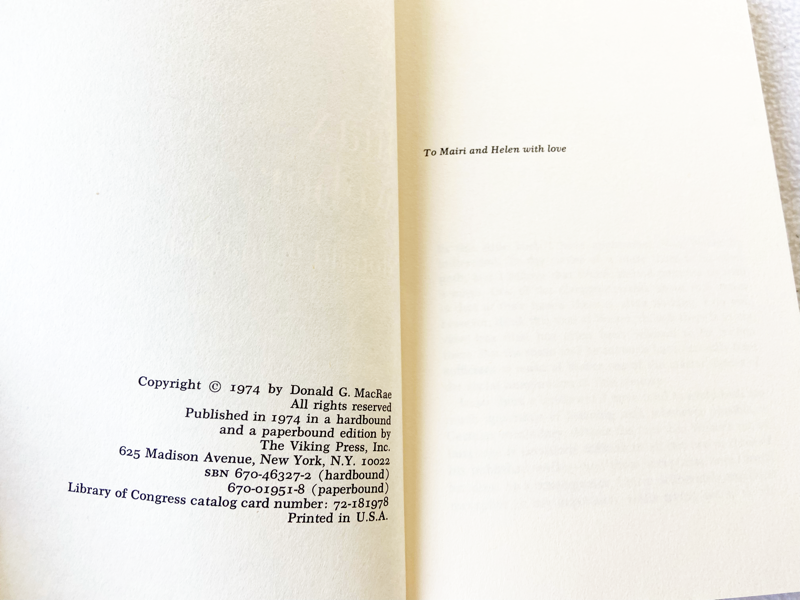 Copyright © 1974 by Donald G. MacRae
All rights reserved
Published in 1974 in a hardbound
and a paperbound edition by
The Viking Press, Inc.
625 Madison Avenue, New York, N.Y. 10022
SBN 670-46327-2 (hardbound)
670-01951-8 (paperbound)
Library of Congress catalog card number: 72-181978
Printed in U.S.A.
To Mairi and Helen with love